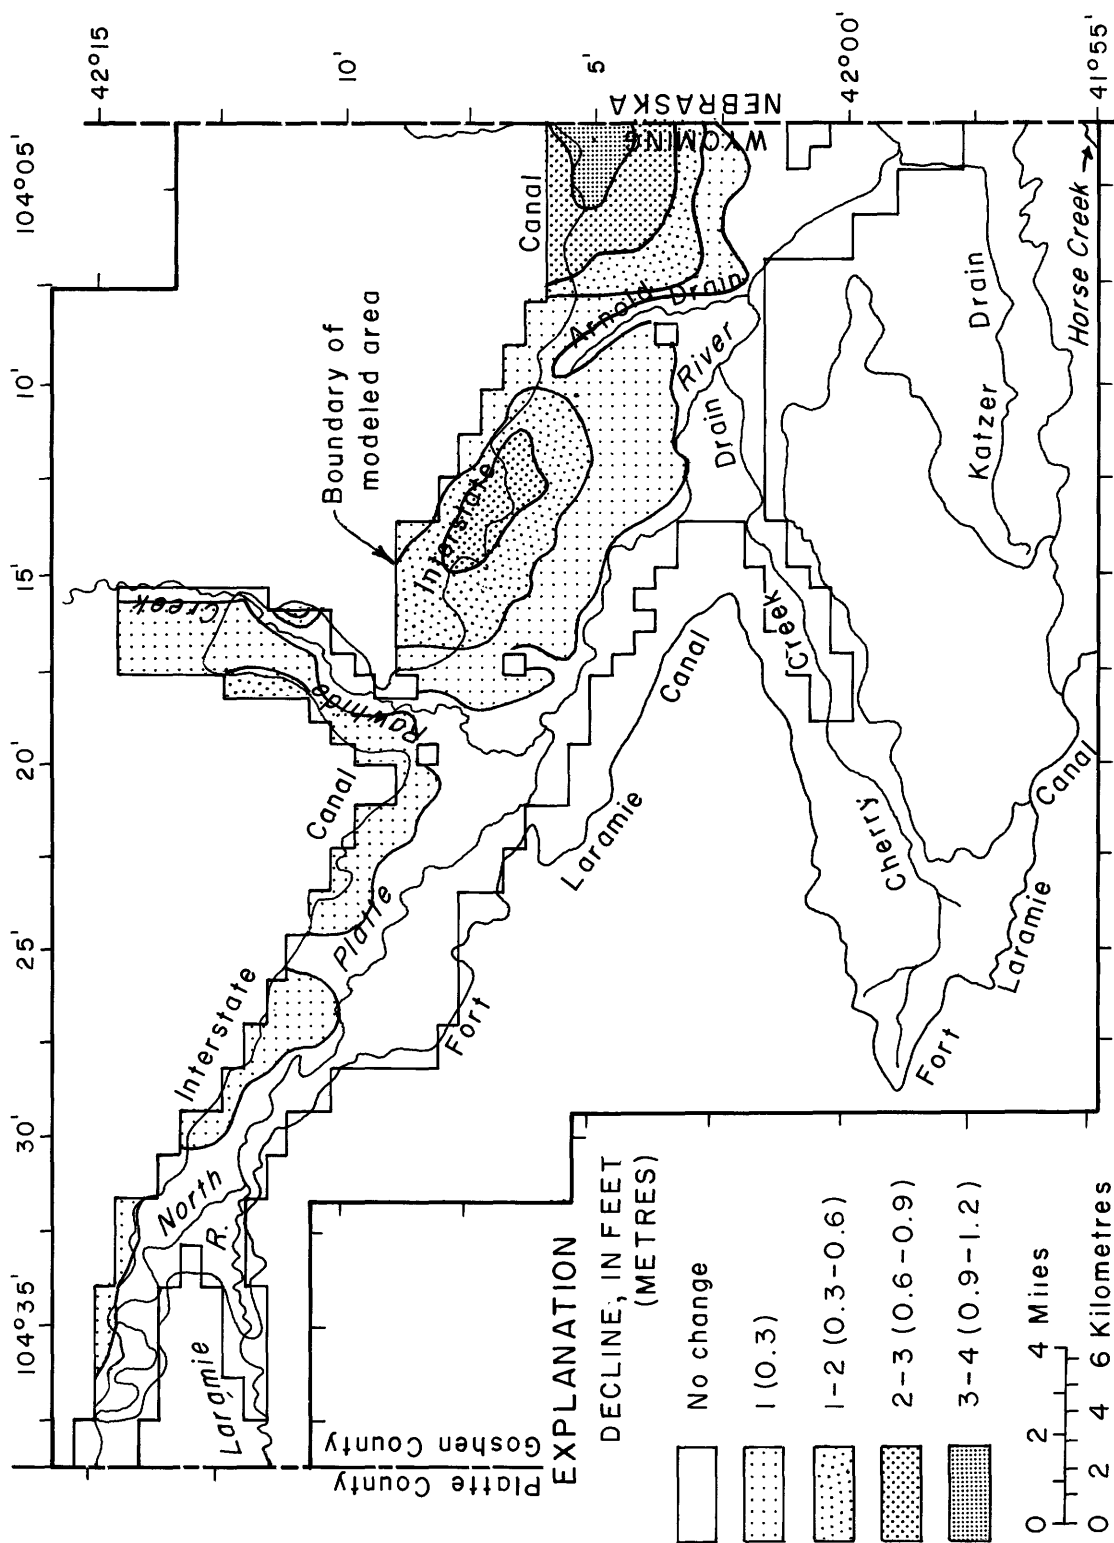 104°35'
30'
25'
20'
15'
10'
104°05'
42°15'
10'
5'
42°00'
41°55'
Platte County
Goshen County
WYOMING
NEBRASKA
Laramie
R.
North
Platte
River
Interstate
Canal
Rawhide
Creek
Boundary of
modeled area
Interstate
Canal
Arnold
Drain
Fort
Laramie
Canal
Cherry
Creek
Drain
Fort
Laramie
Canal
Katzer
Drain
Horse Creek
EXPLANATION
DECLINE, IN FEET
(METRES)
No change
1 (0.3)
1-2 (0.3-0.6)
2-3 (0.6-0.9)
3-4 (0.9-1.2)
0 2 4 Miles
0 2 4 6 Kilometres